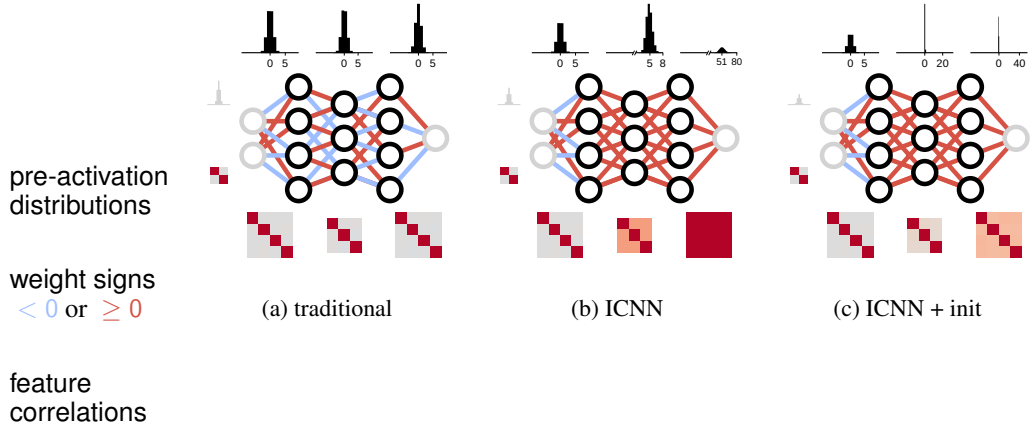 0 5 0 5 0 5
0 5 5 8 51 80
0 5 0 20 0 40
pre-activation
distributions
weight signs
< 0 or ≥ 0
feature
correlations
(a) traditional
(b) ICNN
(c) ICNN + init